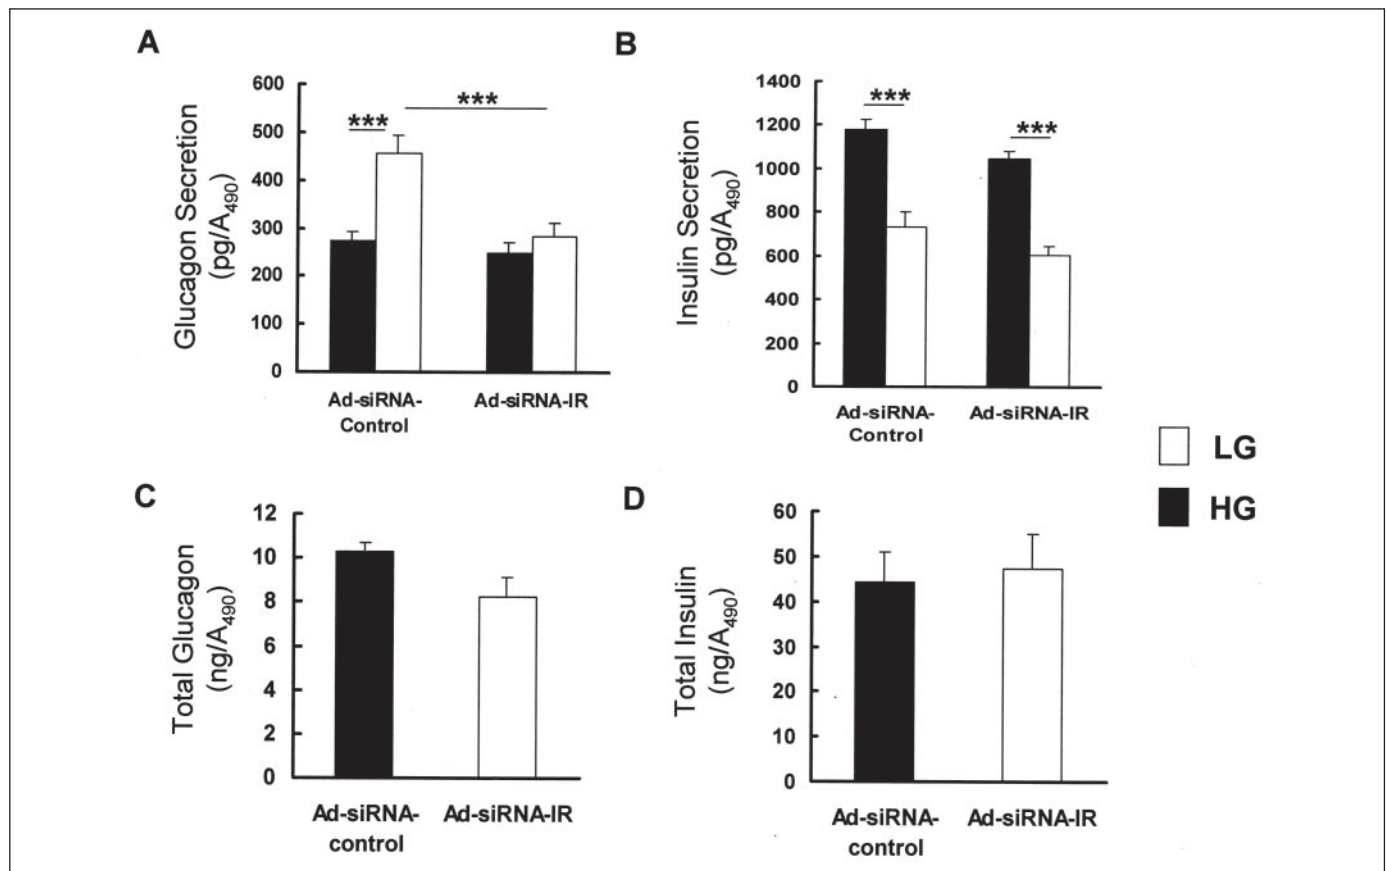 A
Glucagon Secretion
(pg/A490)
600
500
400
300
200
100
0
***
***
Ad-siRNA-
Control
Ad-siRNA-IR
B
Insulin Secretion
(pg/A490)
1400
1200
1000
800
600
400
200
0
***
***
Ad-siRNA-
Control
Ad-siRNA-IR
LG
HG
C
Total Glucagon
(ng/A490)
12
10
8
6
4
2
0
Ad-siRNA-
control
Ad-siRNA-IR
D
Total Insulin
(ng/A490)
60
50
40
30
20
10
0
Ad-siRNA-
control
Ad-siRNA-IR